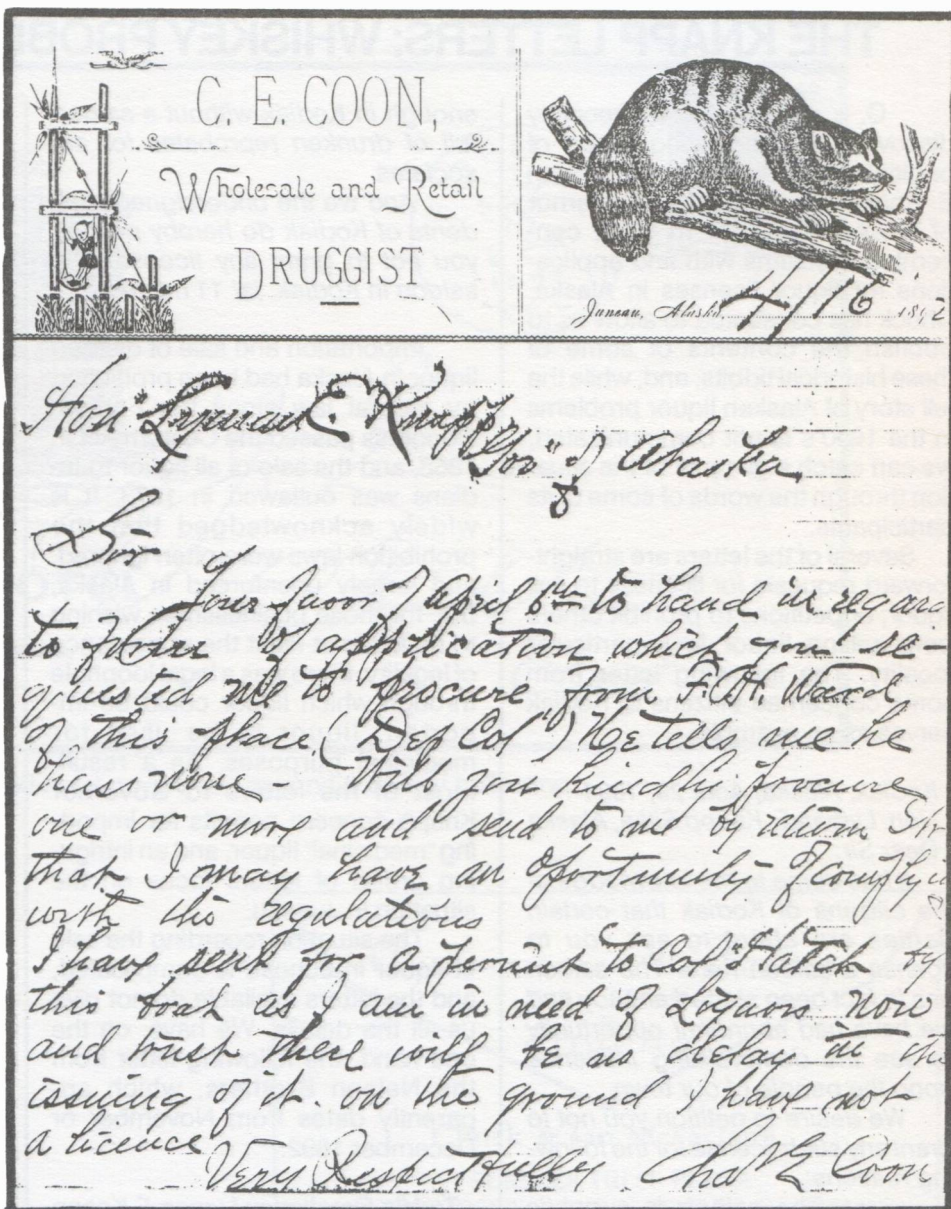 C. E. COON
Wholesale and Retail
DRUGGIST.
Juneau, Alaska, 4/16 1892
Hon" Lyman E. Knapp
Gov" of Alaska
Sir
Your favor" April 6th to hand in regard
to form of application which you re-
quested me to procure from F. A.
of this place (Dep Col") He tells me he
has none. Will you kindly procure
one or more and send to me by return Str
that I may have an Oportunity of complyin
with the regulations
I have sent for a permit to Col" Hatch by
this boat as I am in need of Liquors now
and trust there will be no delay in the
issuing of it on the ground I have not
a licence
Very Respectfully Chas E Coon